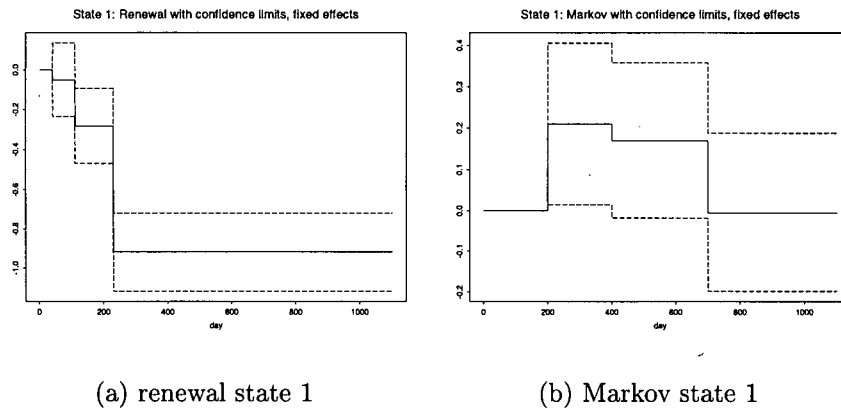 State 1: Renewal with confidence limits, fixed effects
0.0
-0.2
-0.4
-0.6
-0.8
-1.0
0 200 400 600 800 1000
day
(a) renewal state 1
State 1: Markov with confidence limits, fixed effects
0.4
0.3
0.2
0.1
0.0
-0.1
-0.2
0 200 400 600 800 1000
day
(b) Markov state 1